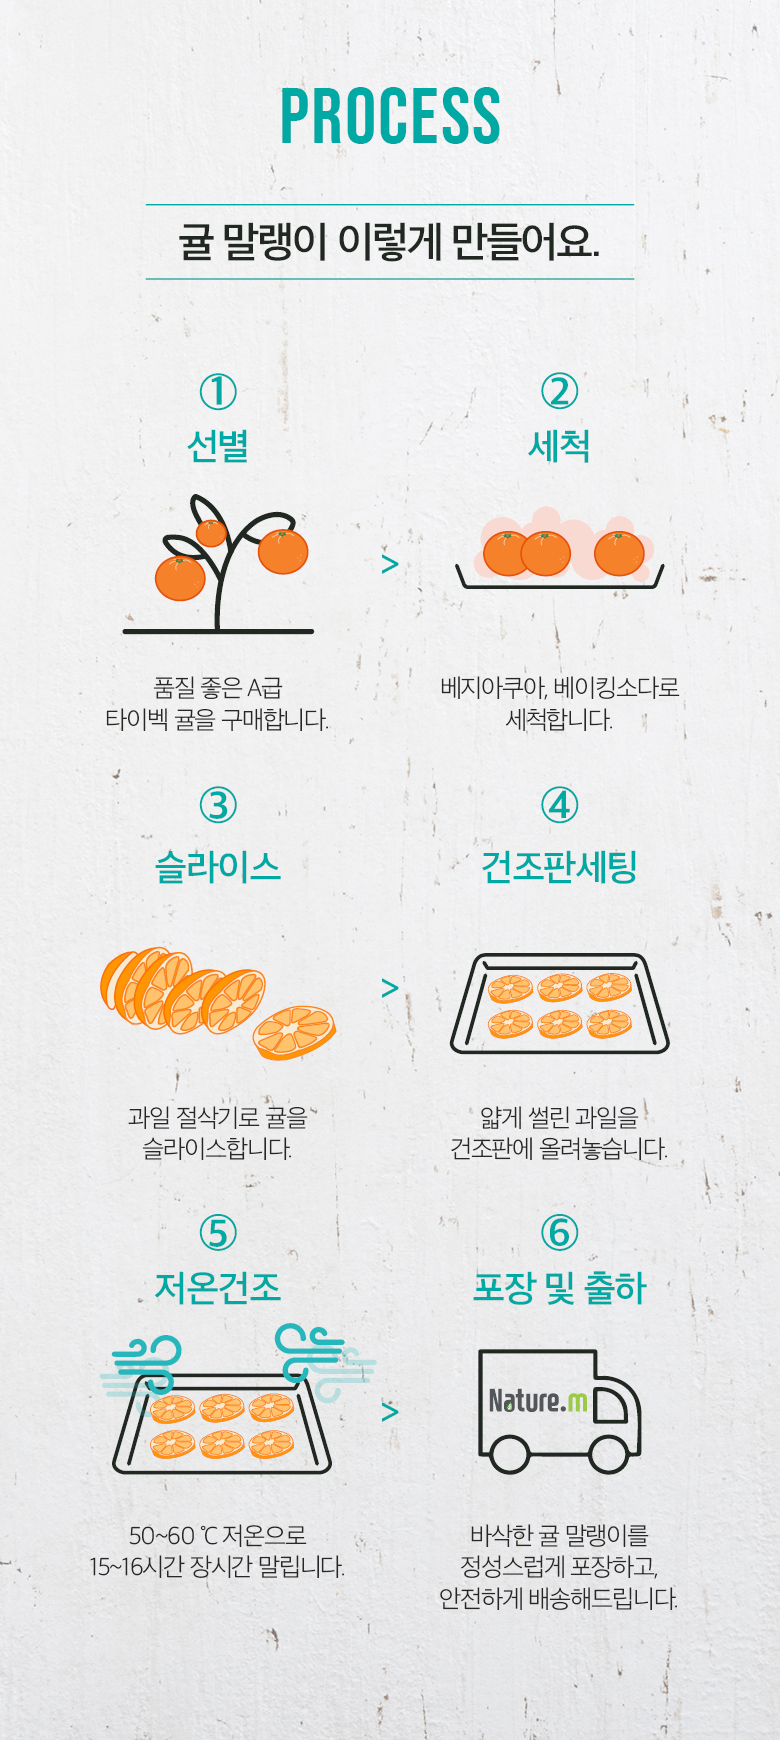 PROCESS
귤 말랭이 이렇게 만들어요.
①
선별
>
품질 좋은 A급
타이벡 귤을 구매합니다.
②
세척
베지아쿠아, 베이킹소다로
세척합니다.
③
슬라이스
>
과일 절삭기로 귤을
슬라이스합니다.
④
건조판세팅
얇게 썰린 과일을
건조판에 올려놓습니다.
⑤
저온건조
>
50~60 ℃ 저온으로
15~16시간 장시간 말립니다.
⑥
포장 및 출하
Nature.m
바삭한 귤 말랭이를
정성스럽게 포장하고,
안전하게 배송해드립니다.